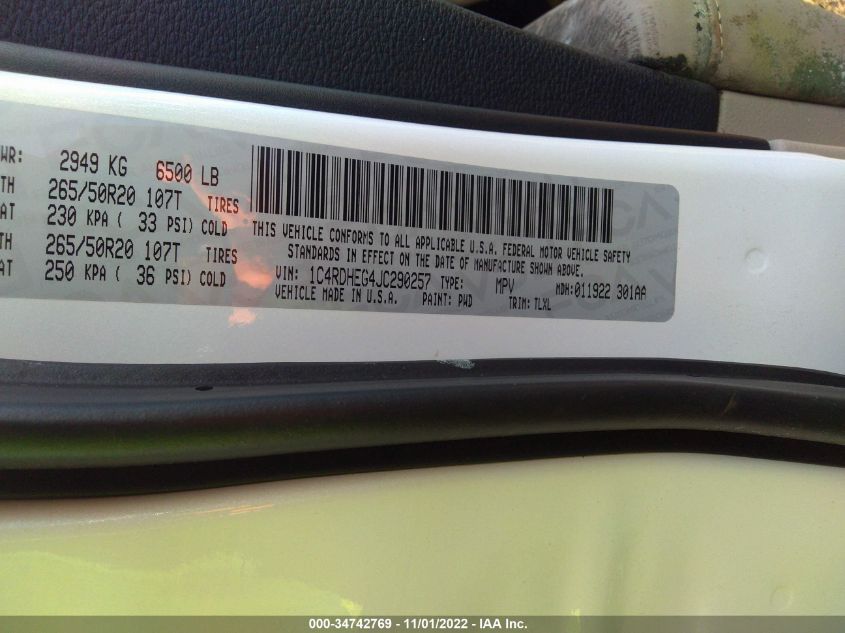 WR: 2949 KG 6500 LB
TH 265/50R20 107T TIRES
AT 230 KPA ( 33 PSI) COLD
TH 265/50R20 107T TIRES
AT 250 KPA ( 36 PSI) COLD
THIS VEHICLE CONFORMS TO ALL APPLICABLE U.S.A. FEDERAL MOTOR VEHICLE SAFETY
STANDARDS IN EFFECT ON THE DATE OF MANUFACTURE SHOWN ABOVE.
VIN: 1C4RDHEG4JC290257 TYPE: MPV MDH: 011922 301AA
VEHICLE MADE IN U.S.A. PAINT: PWD TRIM: TLXL
000-34742769 - 11/01/2022 - IAA Inc.